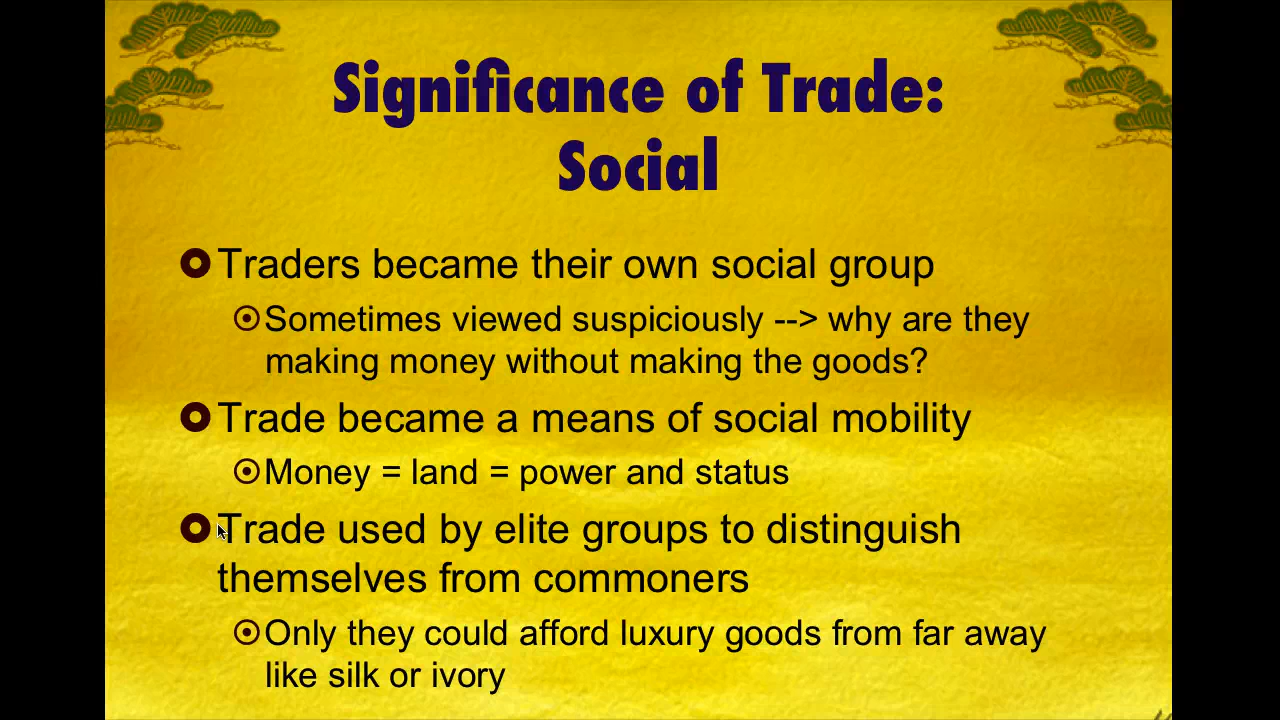 Significance of Trade:
Social
Traders became their own social group
Sometimes viewed suspiciously --> why are they
making money without making the goods?
Trade became a means of social mobility
Money = land = power and status
Trade used by elite groups to distinguish
themselves from commoners
Only they could afford luxury goods from far away
like silk or ivory